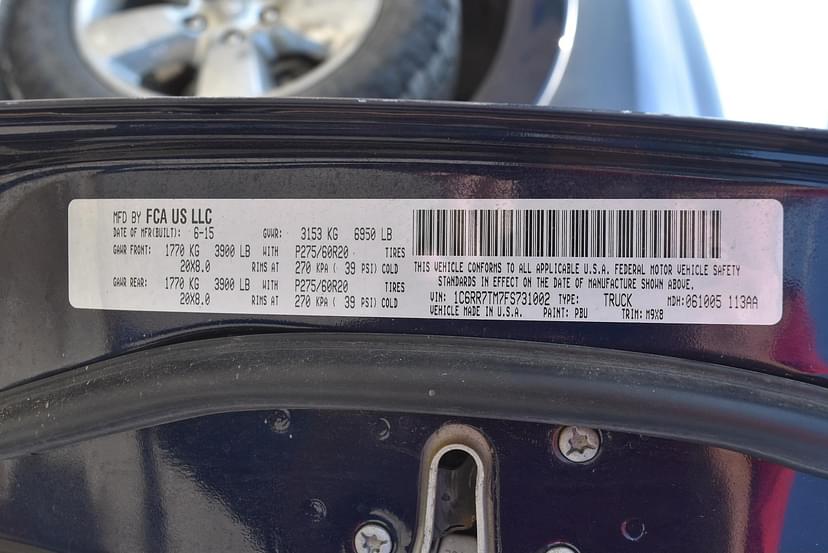 MFD BY FCA US LLC
DATE OF MFR(BUILT): 6-15 GVWR: 3153 KG 6950 LB
GAWR FRONT: 1770 KG 3900 LB WITH P275/60R20 TIRES
20X8.0 RIMS AT 270 KPA ( 39 PSI) COLD
GAWR REAR: 1770 KG 3900 LB WITH P275/60R20 TIRES
20X8.0 RIMS AT 270 KPA ( 39 PSI) COLD
THIS VEHICLE CONFORMS TO ALL APPLICABLE U.S.A. FEDERAL MOTOR VEHICLE SAFETY
STANDARDS IN EFFECT ON THE DATE OF MANUFACTURE SHOWN ABOVE.
VIN: 1C6RR7TM7FS731002 TYPE: TRUCK MDH: 061005 113AA
VEHICLE MADE IN U.S.A. PAINT: PBU TRIM: M9X8